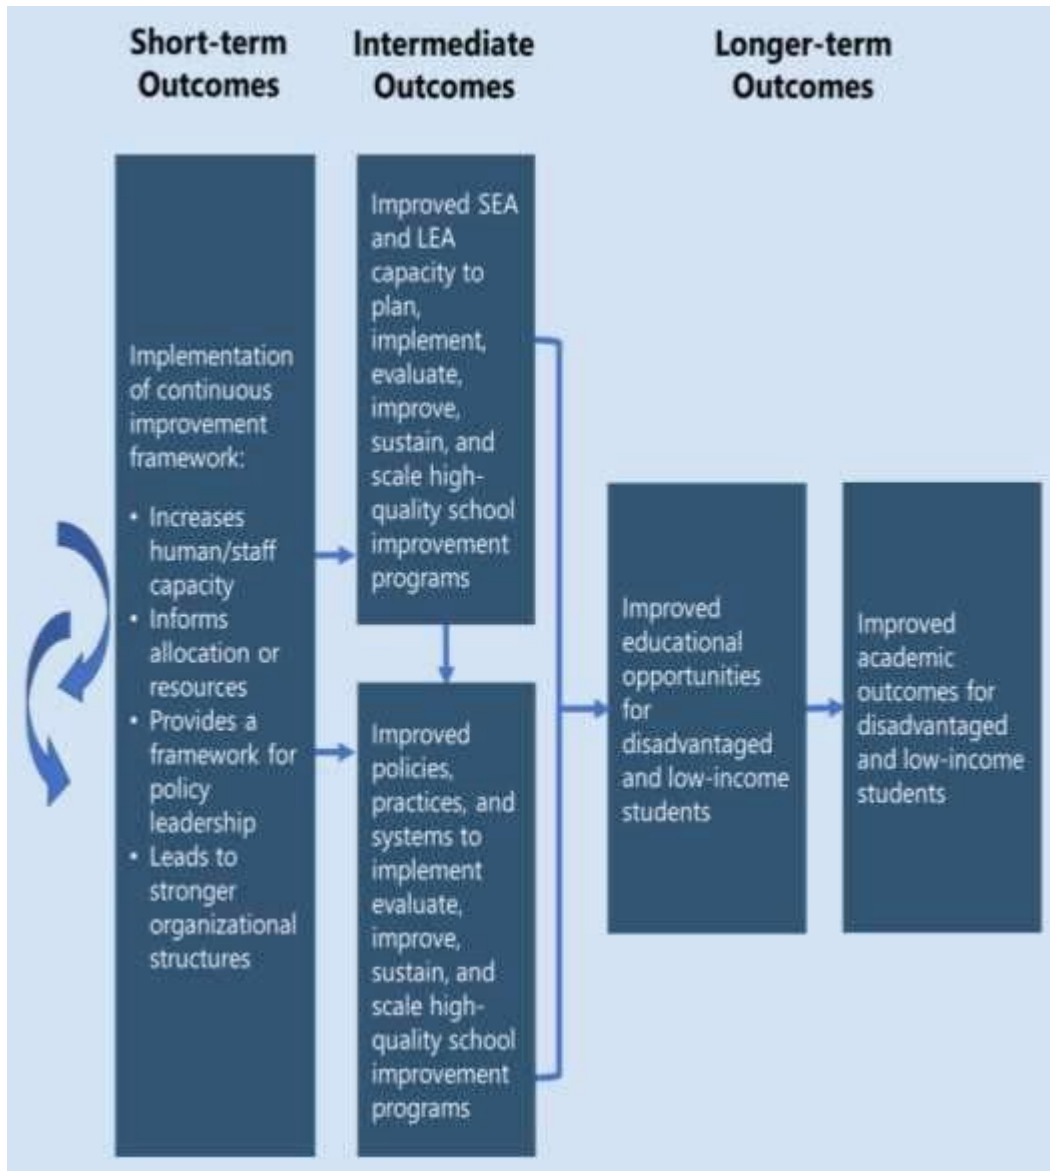 Short-term
Outcomes
Intermediate
Outcomes
Longer-term
Outcomes
Implementation
of continuous
improvement
framework:
• Increases
human/staff
capacity
• Informs
allocation or
resources
• Provides a
framework for
policy
leadership
• Leads to
stronger
organizational
structures
Improved SEA
and LEA
capacity to
plan,
implement,
evaluate,
improve,
sustain, and
scale high-
quality school
improvement
programs
Improved
policies,
practices, and
systems to
implement
evaluate,
improve,
sustain, and
scale high-
quality school
improvement
programs
Improved
educational
opportunities
for
disadvantaged
and low-income
students
Improved
academic
outcomes for
disadvantaged
and low-income
students